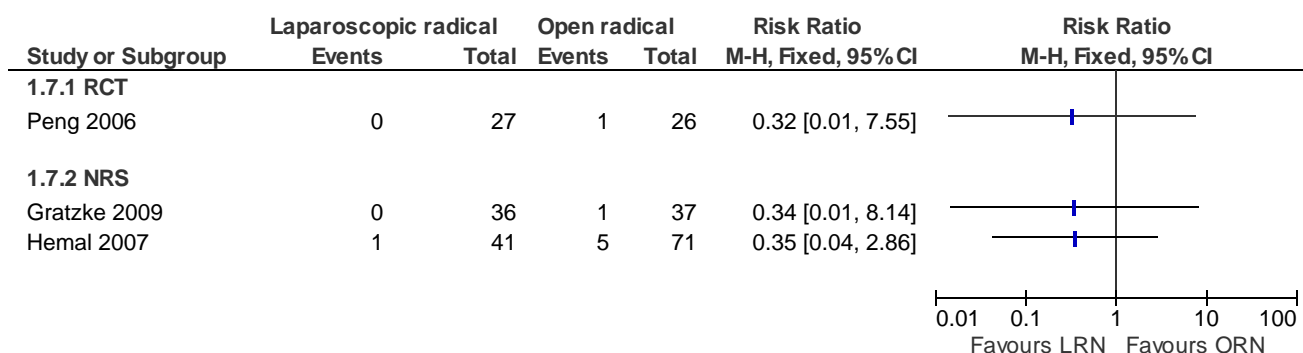 Laparoscopic radical Open radical Risk Ratio Risk Ratio
Study or Subgroup Events Total Events Total M-H, Fixed, 95% CI M-H, Fixed, 95% CI
1.7.1 RCT
Peng 2006 0 27 1 26 0.32 [0.01, 7.55]
1.7.2 NRS
Gratzke 2009 0 36 1 37 0.34 [0.01, 8.14]
Hemal 2007 1 41 5 71 0.35 [0.04, 2.86]
0.01 0.1 1 10 100
Favours LRN Favours ORN